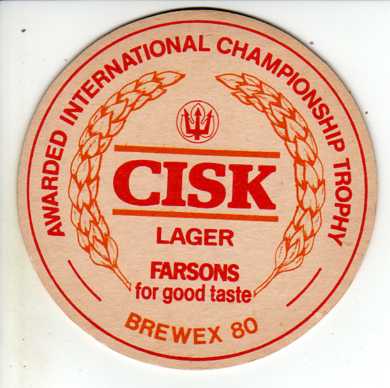 AWARDED INTERNATIONAL CHAMPIONSHIP TROPHY
CISK
LAGER
FARSONS
for good taste
BREWEX 80